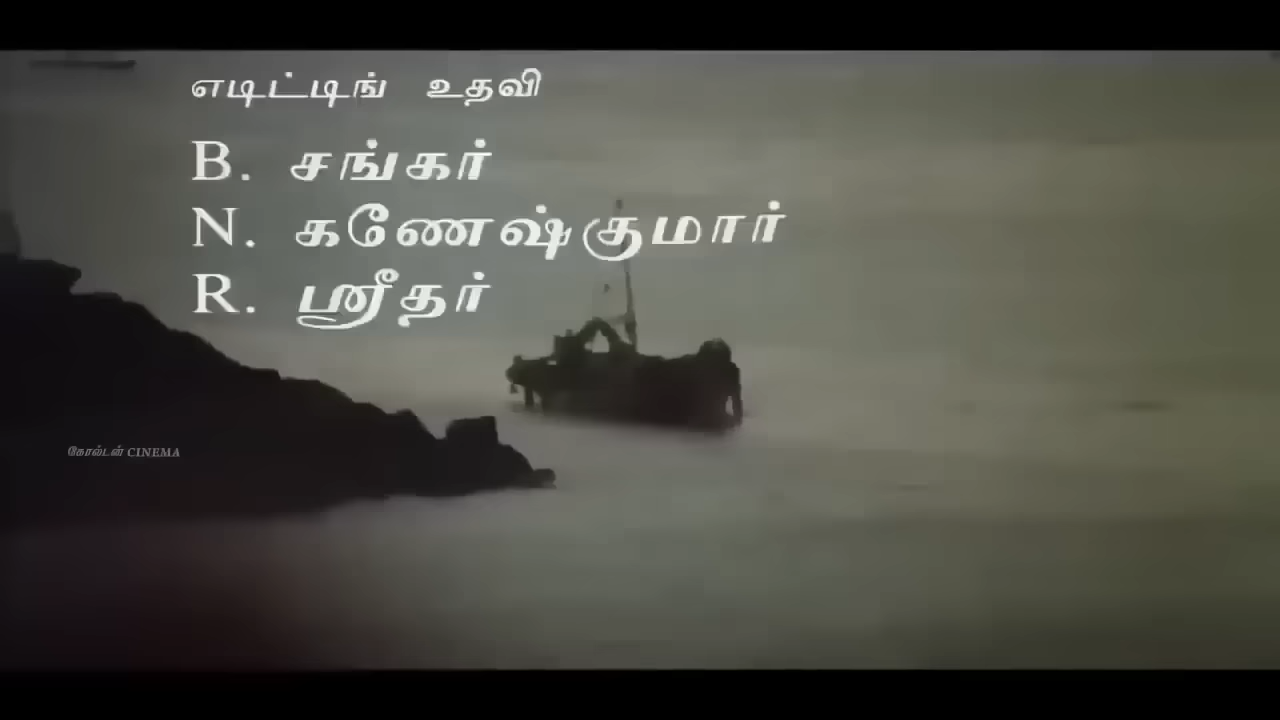 எடிட்டிங் உதவி
B. சங்கர்
N. கணேஷ்குமார்
R. ஸ்ரீதர்
கோல்டன் CINEMA